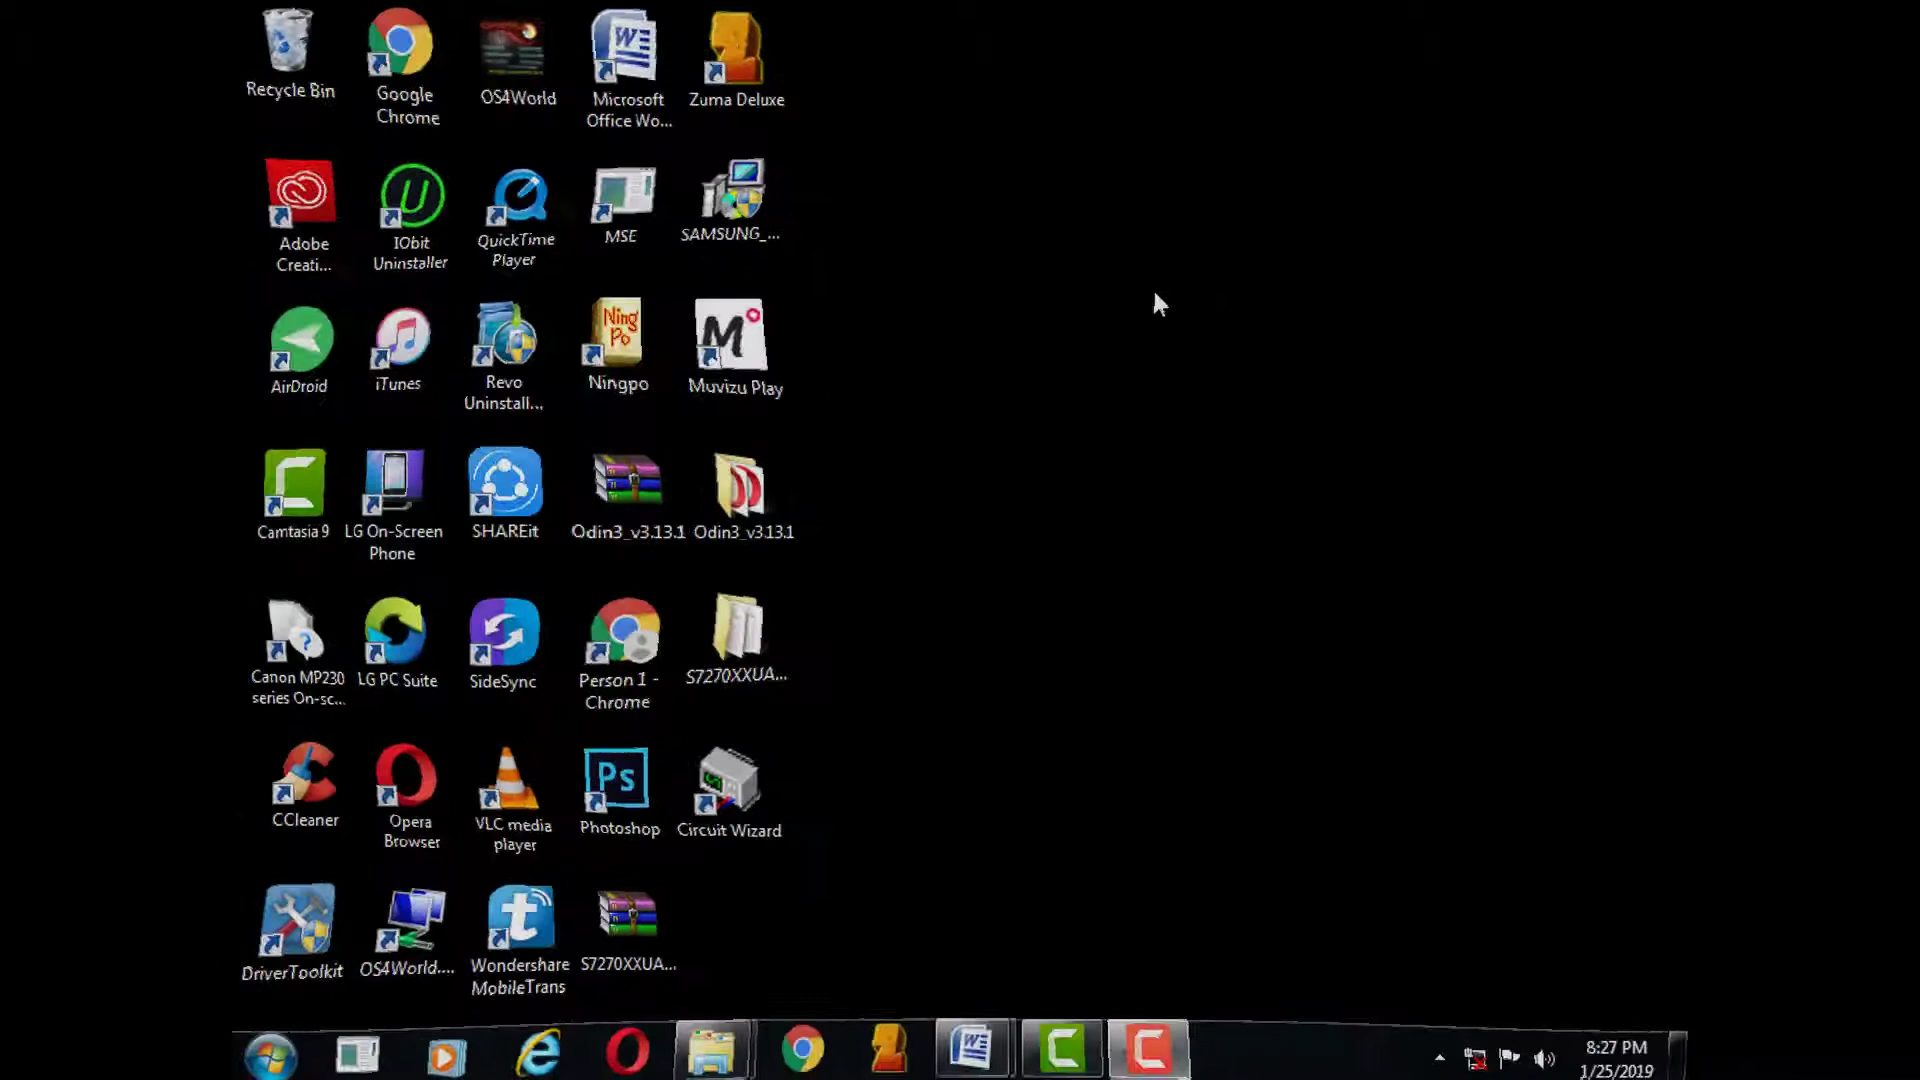 Recycle Bin
Google
Chrome
OS4World
Microsoft
Office Wo...
Zuma Deluxe
Adobe
Creati...
IObit
Uninstaller
QuickTime
Player
MSE
SAMSUNG_...
AirDroid
iTunes
Revo
Uninstall...
Ning
Po
Ningpo
M
Muvizu Play
Camtasia 9
LG On-Screen
Phone
SHAREit
Odin3_v3.13.1
Odin3_v3.13.1
Canon MP230
series On-sc...
LG PC Suite
SideSync
Person 1 -
Chrome
S7270XXUA...
CCleaner
Opera
Browser
VLC media
player
Ps
Photoshop
Circuit Wizard
DriverToolkit
OS4World....
Wondershare
MobileTrans
S7270XXUA...
8:27 PM
1/25/2019